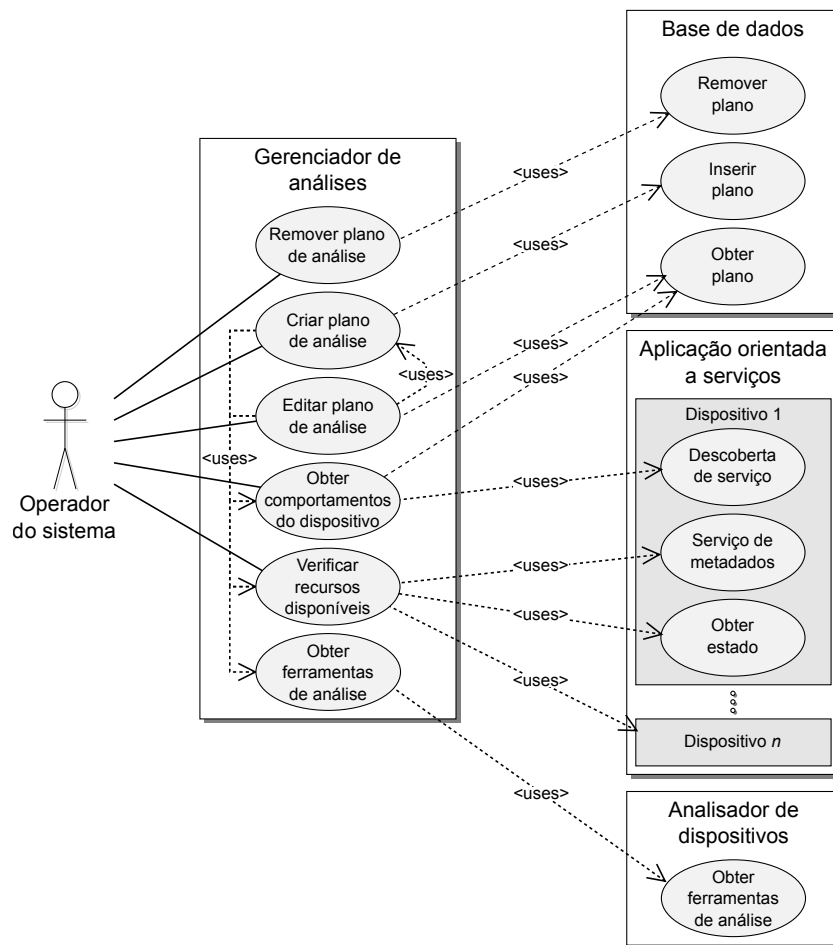 Operador
do sistema
Gerenciador de
análises
Remover plano
de análise
Criar plano
de análise
Editar plano
de análise
Obter
comportamentos
do dispositivo
Verificar
recursos
disponíveis
Obter
ferramentas
de análise
<uses>
<uses>
<uses>
<uses>
<uses>
<uses>
<uses>
<uses>
<uses>
<uses>
<uses>
Base de dados
Remover
plano
Inserir
plano
Obter
plano
Aplicação orientada
a serviços
Dispositivo 1
Descoberta
de serviço
Serviço de
metadados
Obter
estado
Dispositivo n
Analisador de
dispositivos
Obter
ferramentas
de análise